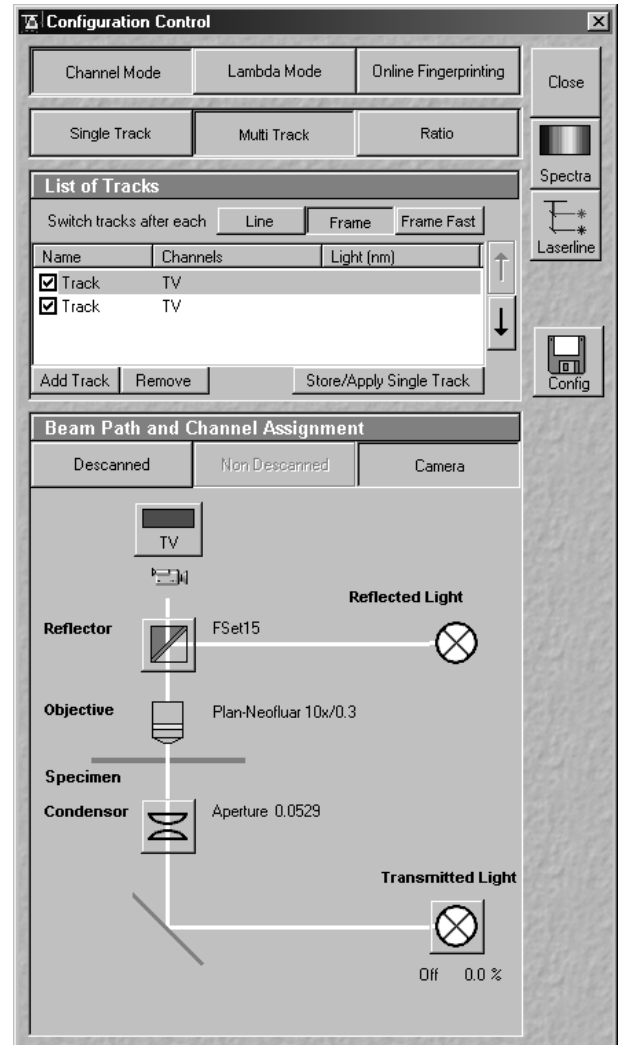 Configuration Control
Channel Mode Lambda Mode Online Fingerprinting Close
Single Track Multi Track Ratio
Spectra
List of Tracks
Switch tracks after each Line Frame Frame Fast
Laserline
Name Channels Light (nm)
Track TV
Track TV
Add Track Remove Store/Apply Single Track
Config
Beam Path and Channel Assignment
Descanned Non Descanned Camera
TV
Reflected Light
Reflector FSet15
Objective Plan-Neofluar 10x/0.3
Specimen
Condensor Aperture 0.0529
Transmitted Light
Off 0.0 %